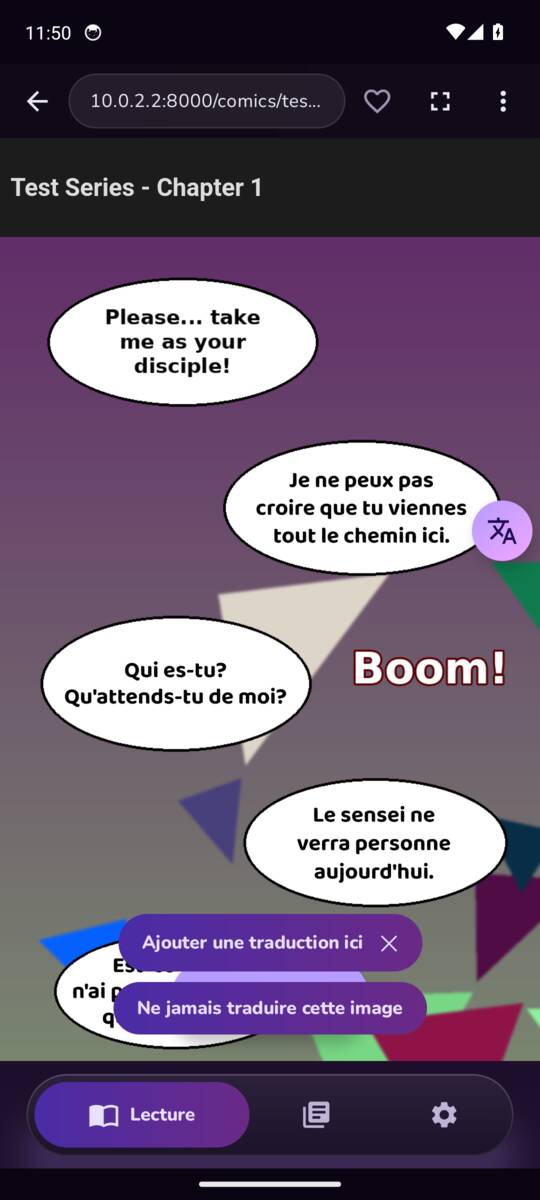 11:50
10.0.2.2:8000/comics/tes...
Test Series - Chapter 1
Please... take
me as your
disciple!
Je ne peux pas
croire que tu viennes
tout le chemin ici.
Qui es-tu?
Qu'attends-tu de moi?
Boom!
Le sensei ne
verra personne
aujourd'hui.
Ajouter une traduction ici
n'ai
Ne jamais traduire cette image
Lecture